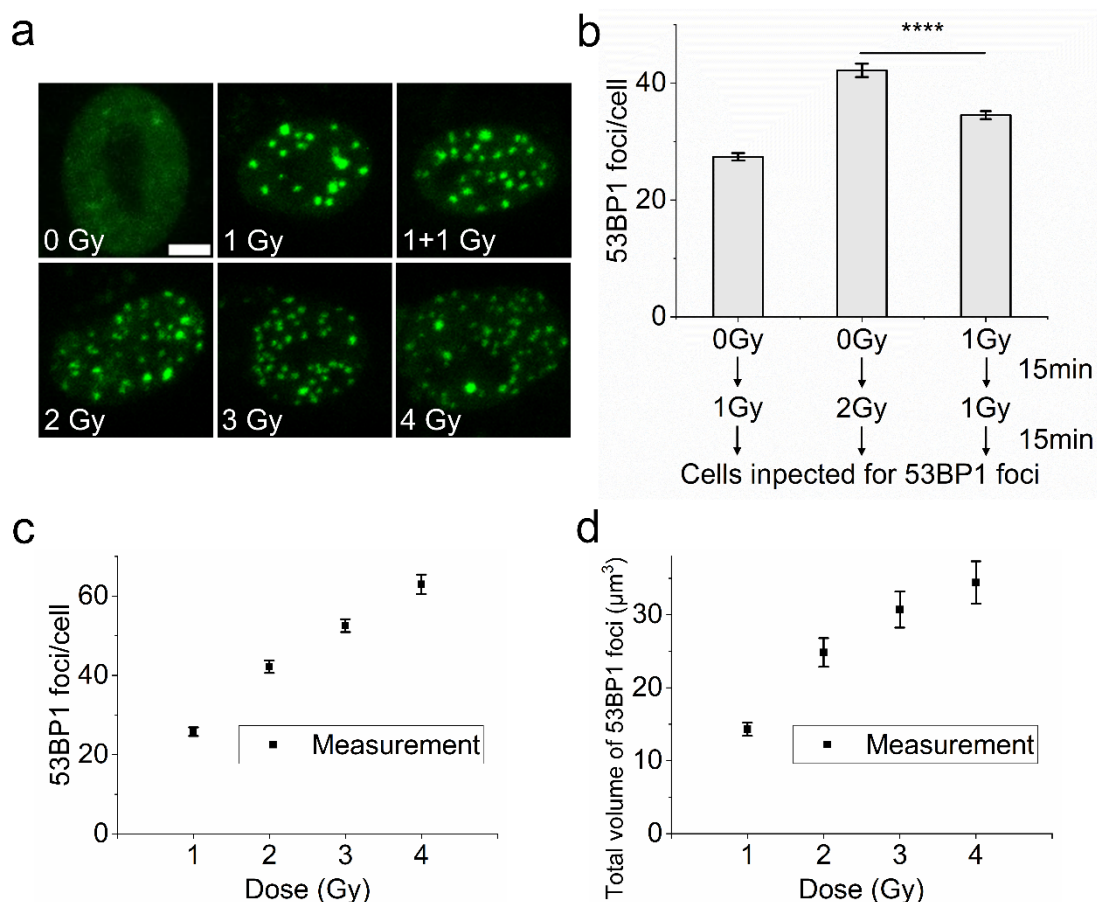 a
0 Gy
1 Gy
1+1 Gy
2 Gy
3 Gy
4 Gy
b
****
53BP1 foci/cell
40
20
0
0Gy 0Gy 1Gy
15min
1Gy 2Gy 1Gy
15min
Cells inpected for 53BP1 foci
c
53BP1 foci/cell
60
40
20
0
Measurement
1 2 3 4
Dose (Gy)
d
Total volume of 53BP1 foci (µm³)
30
20
10
0
Measurement
1 2 3 4
Dose (Gy)